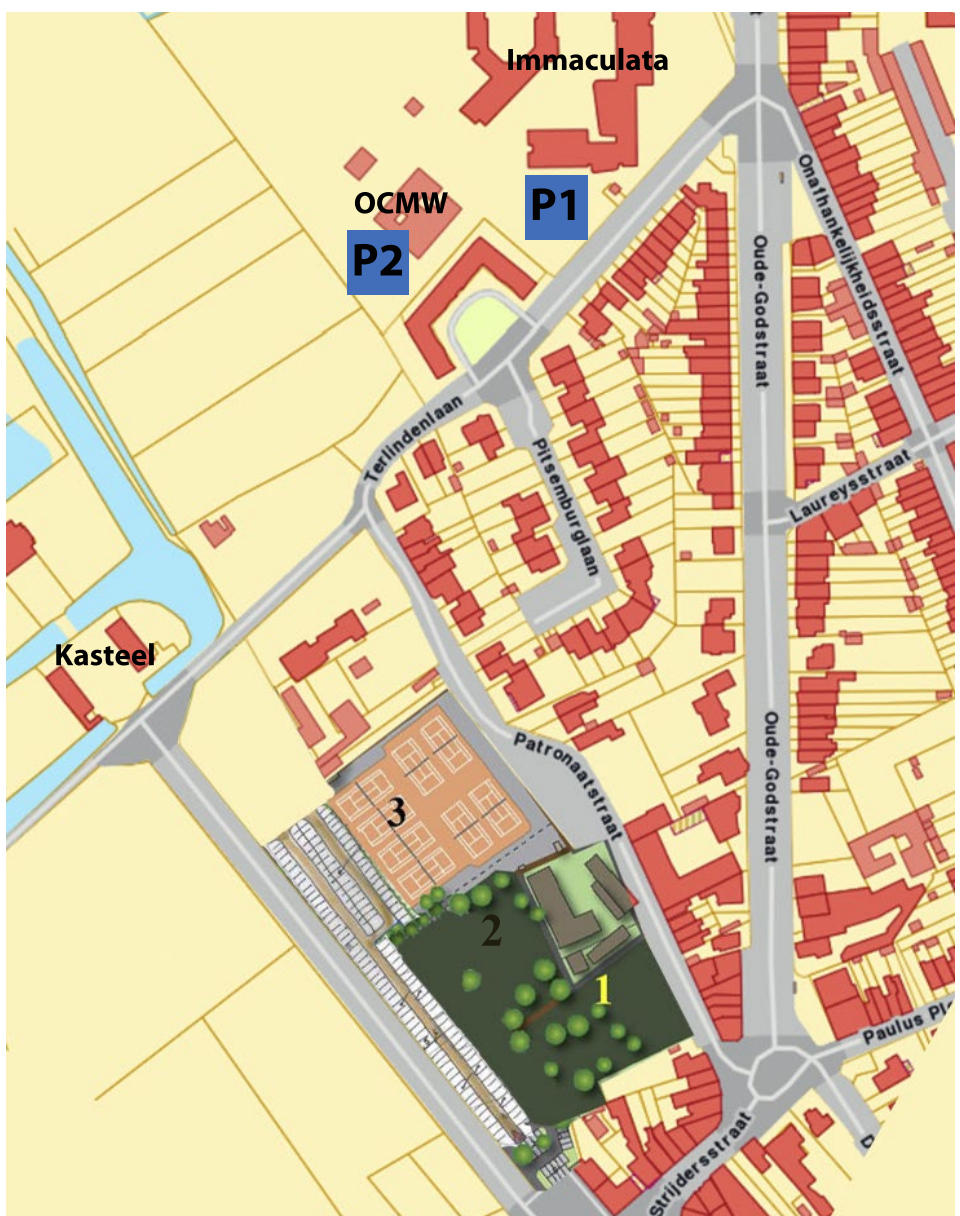 Immaculata
Onafhankelijkheidsstraat
OCMW
P1
P2
Oude-Godstraat
Terlindenlaan
Pitsemburglaan
Laureysstraat
Kasteel
Patronaatstraat
Oude-Godstraat
3
2
1
Paulus
Strijdersstraat